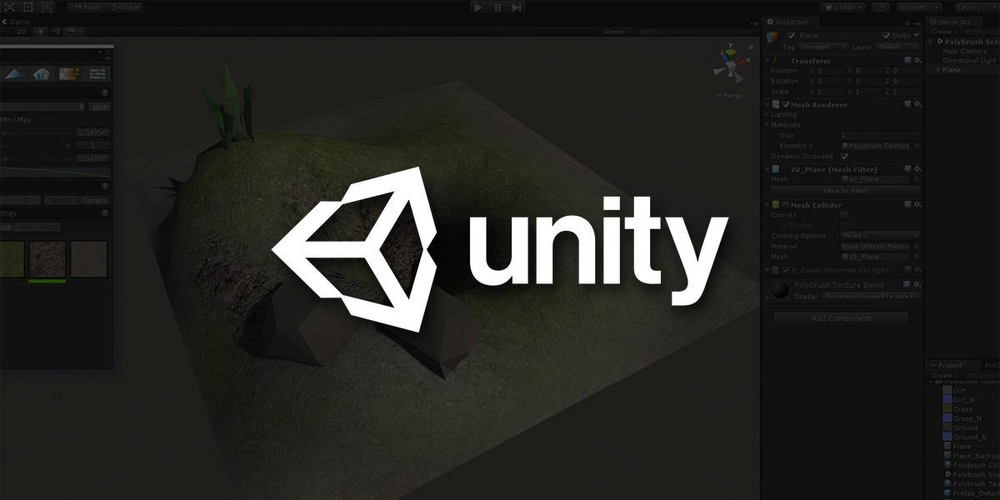 Pivot Global
Collab
Account
Layers
Game
2D
Gizmos
All
Save
Min / Max
0.7149545
1
0.1547097
Z World Camera
Y
X
Z
Persp
unity
Inspector
Plane Static
Tag Untagged Layer Default
Transform
Position X 0 Y 0 Z 0
Rotation X 0 Y 0 Z 0
Scale X 1 Y 1 Z 1
Mesh Renderer
Lighting
Materials
Size 1
Element 0 Polybrush Texture
Dynamic Occluded
Z0_Plane (Mesh Filter)
Mesh z0_Plane
Save to Asset
Mesh Collider
Convex
Is Trigger
Cooking Options Mixed ...
Material None (Physic Materia
Mesh z0_Plane
Z_Zoom Override (Script)
Polybrush Texture Blend
Shader Polybrush/Standard Texture B
Add Component
Hierarchy
Create All
Polybrush Sce
Main Camera
Directional Light
Plane
Project
Create
Dirt
Dirt_N
Grass
Grass_N
Ground
Ground_N
Plane
Plane_Backup
Polybrush Col
Polybrush Sce
Polybrush Tex
Prefab_Detai